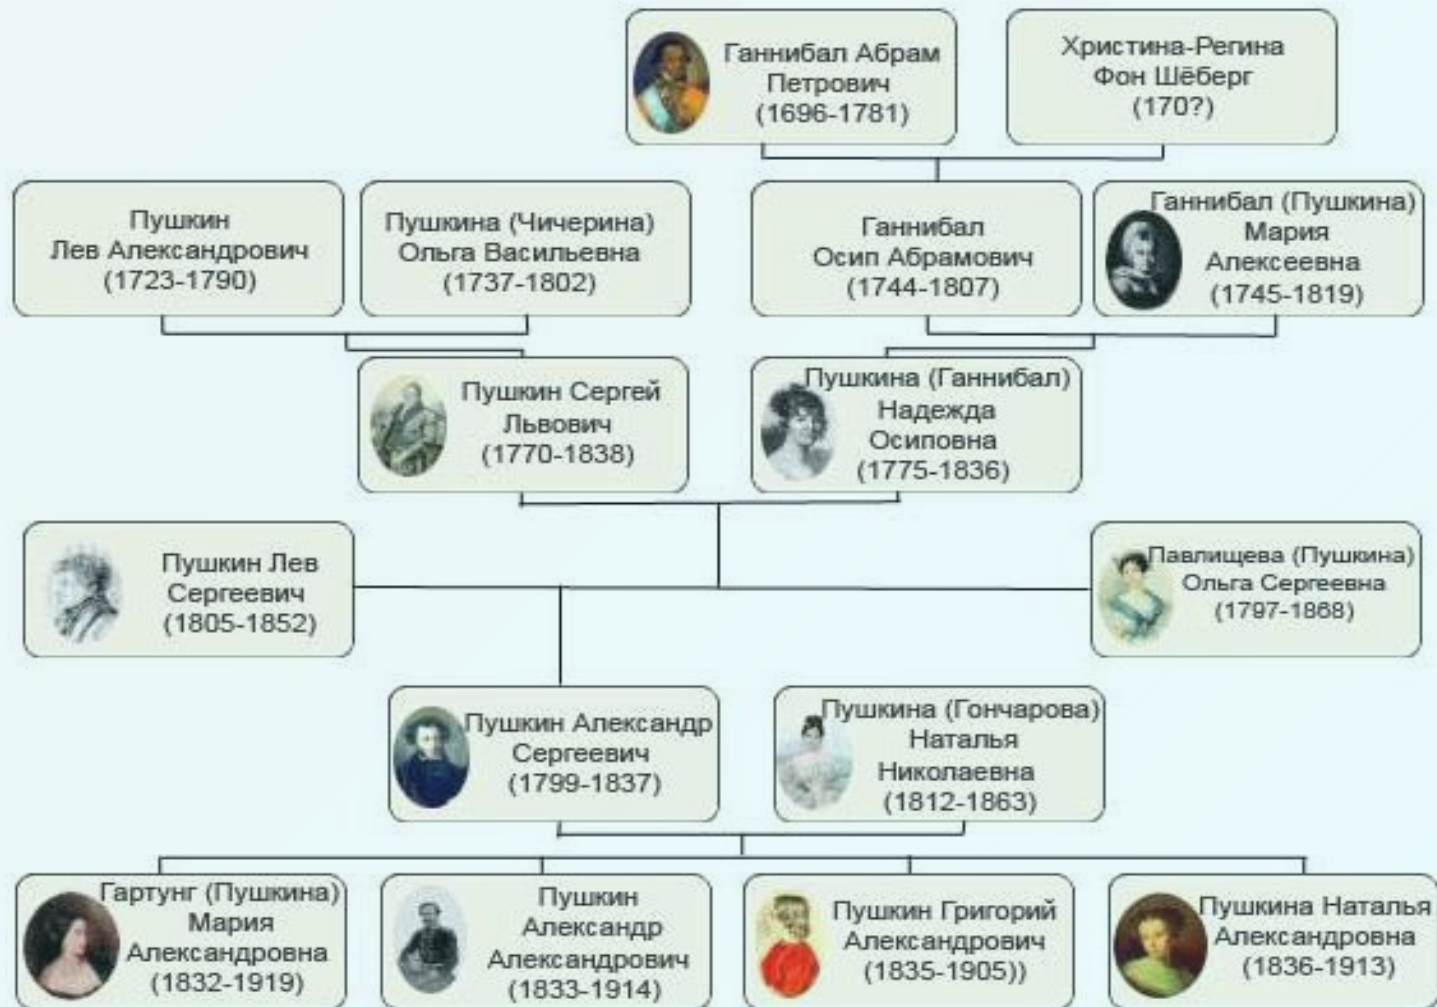 Ганнибал Абрам
Петрович
(1696-1781)
Христина-Регина
Фон Шёберг
(170?)
Пушкин
Лев Александрович
(1723-1790)
Пушкина (Чичерина)
Ольга Васильевна
(1737-1802)
Ганнибал
Осип Абрамович
(1744-1807)
Ганнибал (Пушкина)
Мария
Алексеевна
(1745-1819)
Пушкин Сергей
Львович
(1770-1838)
Пушкина (Ганнибал)
Надежда
Осиповна
(1775-1836)
Пушкин Лев
Сергеевич
(1805-1852)
Павлищева (Пушкина)
Ольга Сергеевна
(1797-1868)
Пушкин Александр
Сергеевич
(1799-1837)
Пушкина (Гончарова)
Наталья
Николаевна
(1812-1863)
Гартунг (Пушкина)
Мария
Александровна
(1832-1919)
Пушкин
Александр
Александрович
(1833-1914)
Пушкин Григорий
Александрович
(1835-1905))
Пушкина Наталья
Александровна
(1836-1913)